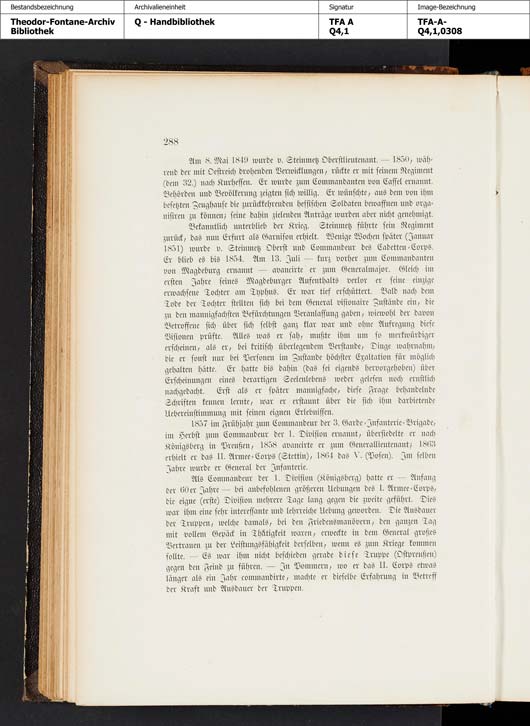 Bestandsbezeichnung Archivalieneinheit Signatur Image-Bezeichnung
Theodor-Fontane-Archiv Q - Handbibliothek TFA A TFA-A-
Bibliothek Q4,1 Q4,1,0308
288
Am 8. Mai 1849 wurde v. Steinmetz Oberstlieutenant. — 1850, wäh-
rend der mit Oestreich drohenden Verwicklungen, rückte er mit seinem Regiment
(dem 32.) nach Kurhessen. Er wurde zum Commandanten von Cassel ernannt.
Behörden und Bevölkerung zeigten sich willig. Er wünschte, aus dem von ihm
besetzten Zeughause die zurückkehrenden hessischen Soldaten bewaffnen und orga-
nisiren zu können; seine dahin zielenden Anträge wurden aber nicht genehmigt.
Bekanntlich unterblieb der Krieg. Steinmetz führte sein Regiment
zurück, das nun Erfurt als Garnison erhielt. Wenige Wochen später (Januar
1851) wurde v. Steinmetz Oberst und Commandeur des Cadetten-Corps.
Er blieb es bis 1854. Am 13. Juli — kurz vorher zum Commandanten
von Magdeburg ernannt — avancirte er zum Generalmajor. Gleich im
ersten Jahre seines Magdeburger Aufenthalts verlor er seine einzige
erwachsene Tochter am Typhus. Er war tief erschüttert. Bald nach dem
Tode der Tochter stellten sich bei dem General visionaire Zustände ein, die
zu den mannigfachsten Befürchtungen Veranlassung gaben, wiewohl der davon
Betroffene sich über sich selbst ganz klar war und ohne Aufregung diese
Visionen prüfte. Alles was er sah, mußte ihm um so merkwürdiger
erscheinen, als er, bei kritisch überlegendem Verstande, Dinge wahrnahm,
die er sonst nur bei Personen im Zustande höchster Exaltation für möglich
gehalten hätte. Er hatte bis dahin (das sei eigends hervorgehoben) über
Erscheinungen eines derartigen Seelenlebens weder gelesen noch ernstlich
nachgedacht. Erst als er später mannigfache, diese Frage behandelnde
Schriften kennen lernte, war er erstaunt über die sich ihm darbietende
Uebereinstimmung mit seinen eignen Erlebnissen.
1857 im Frühjahr zum Commandeur der 3. Garde-Infanterie-Brigade,
im Herbst zum Commandeur der 1. Division ernannt, übersiedelte er nach
Königsberg in Preußen, 1858 avancirte er zum Generallieutenant; 1863
erhielt er das II. Armee-Corps (Stettin), 1864 das V. (Posen). Im selben
Jahre wurde er General der Infanterie.
Als Commandeur der 1. Division (Königsberg) hatte er — Anfang
der 60er Jahre — bei anbefohlenen größeren Uebungen des I. Armee-Corps,
die eigne (erste) Division mehrere Tage lang gegen die zweite geführt. Dies
war ihm eine sehr interessante und lehrreiche Uebung geworden. Die Ausdauer
der Truppen, welche damals, bei den Friedensmanövern, den ganzen Tag
mit vollem Gepäck in Thätigkeit waren, erweckte in dem General großes
Vertrauen zu der Leistungsfähigkeit derselben, wenn es zum Kriege kommen
sollte. — Es war ihm nicht beschieden gerade diese Truppe (Ostpreußen)
gegen den Feind zu führen. — In Pommern, wo er das II. Corps etwas
länger als ein Jahr commandirte, machte er dieselbe Erfahrung in Betreff
der Kraft und Ausdauer der Truppen.